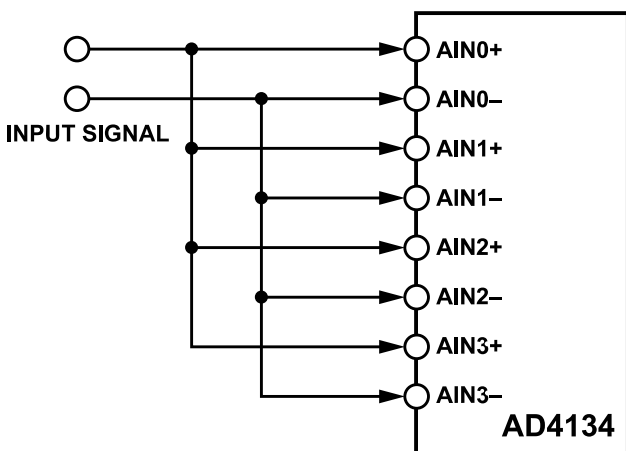 AIN0+
AIN0–
INPUT SIGNAL
AIN1+
AIN1–
AIN2+
AIN2–
AIN3+
AIN3–
AD4134